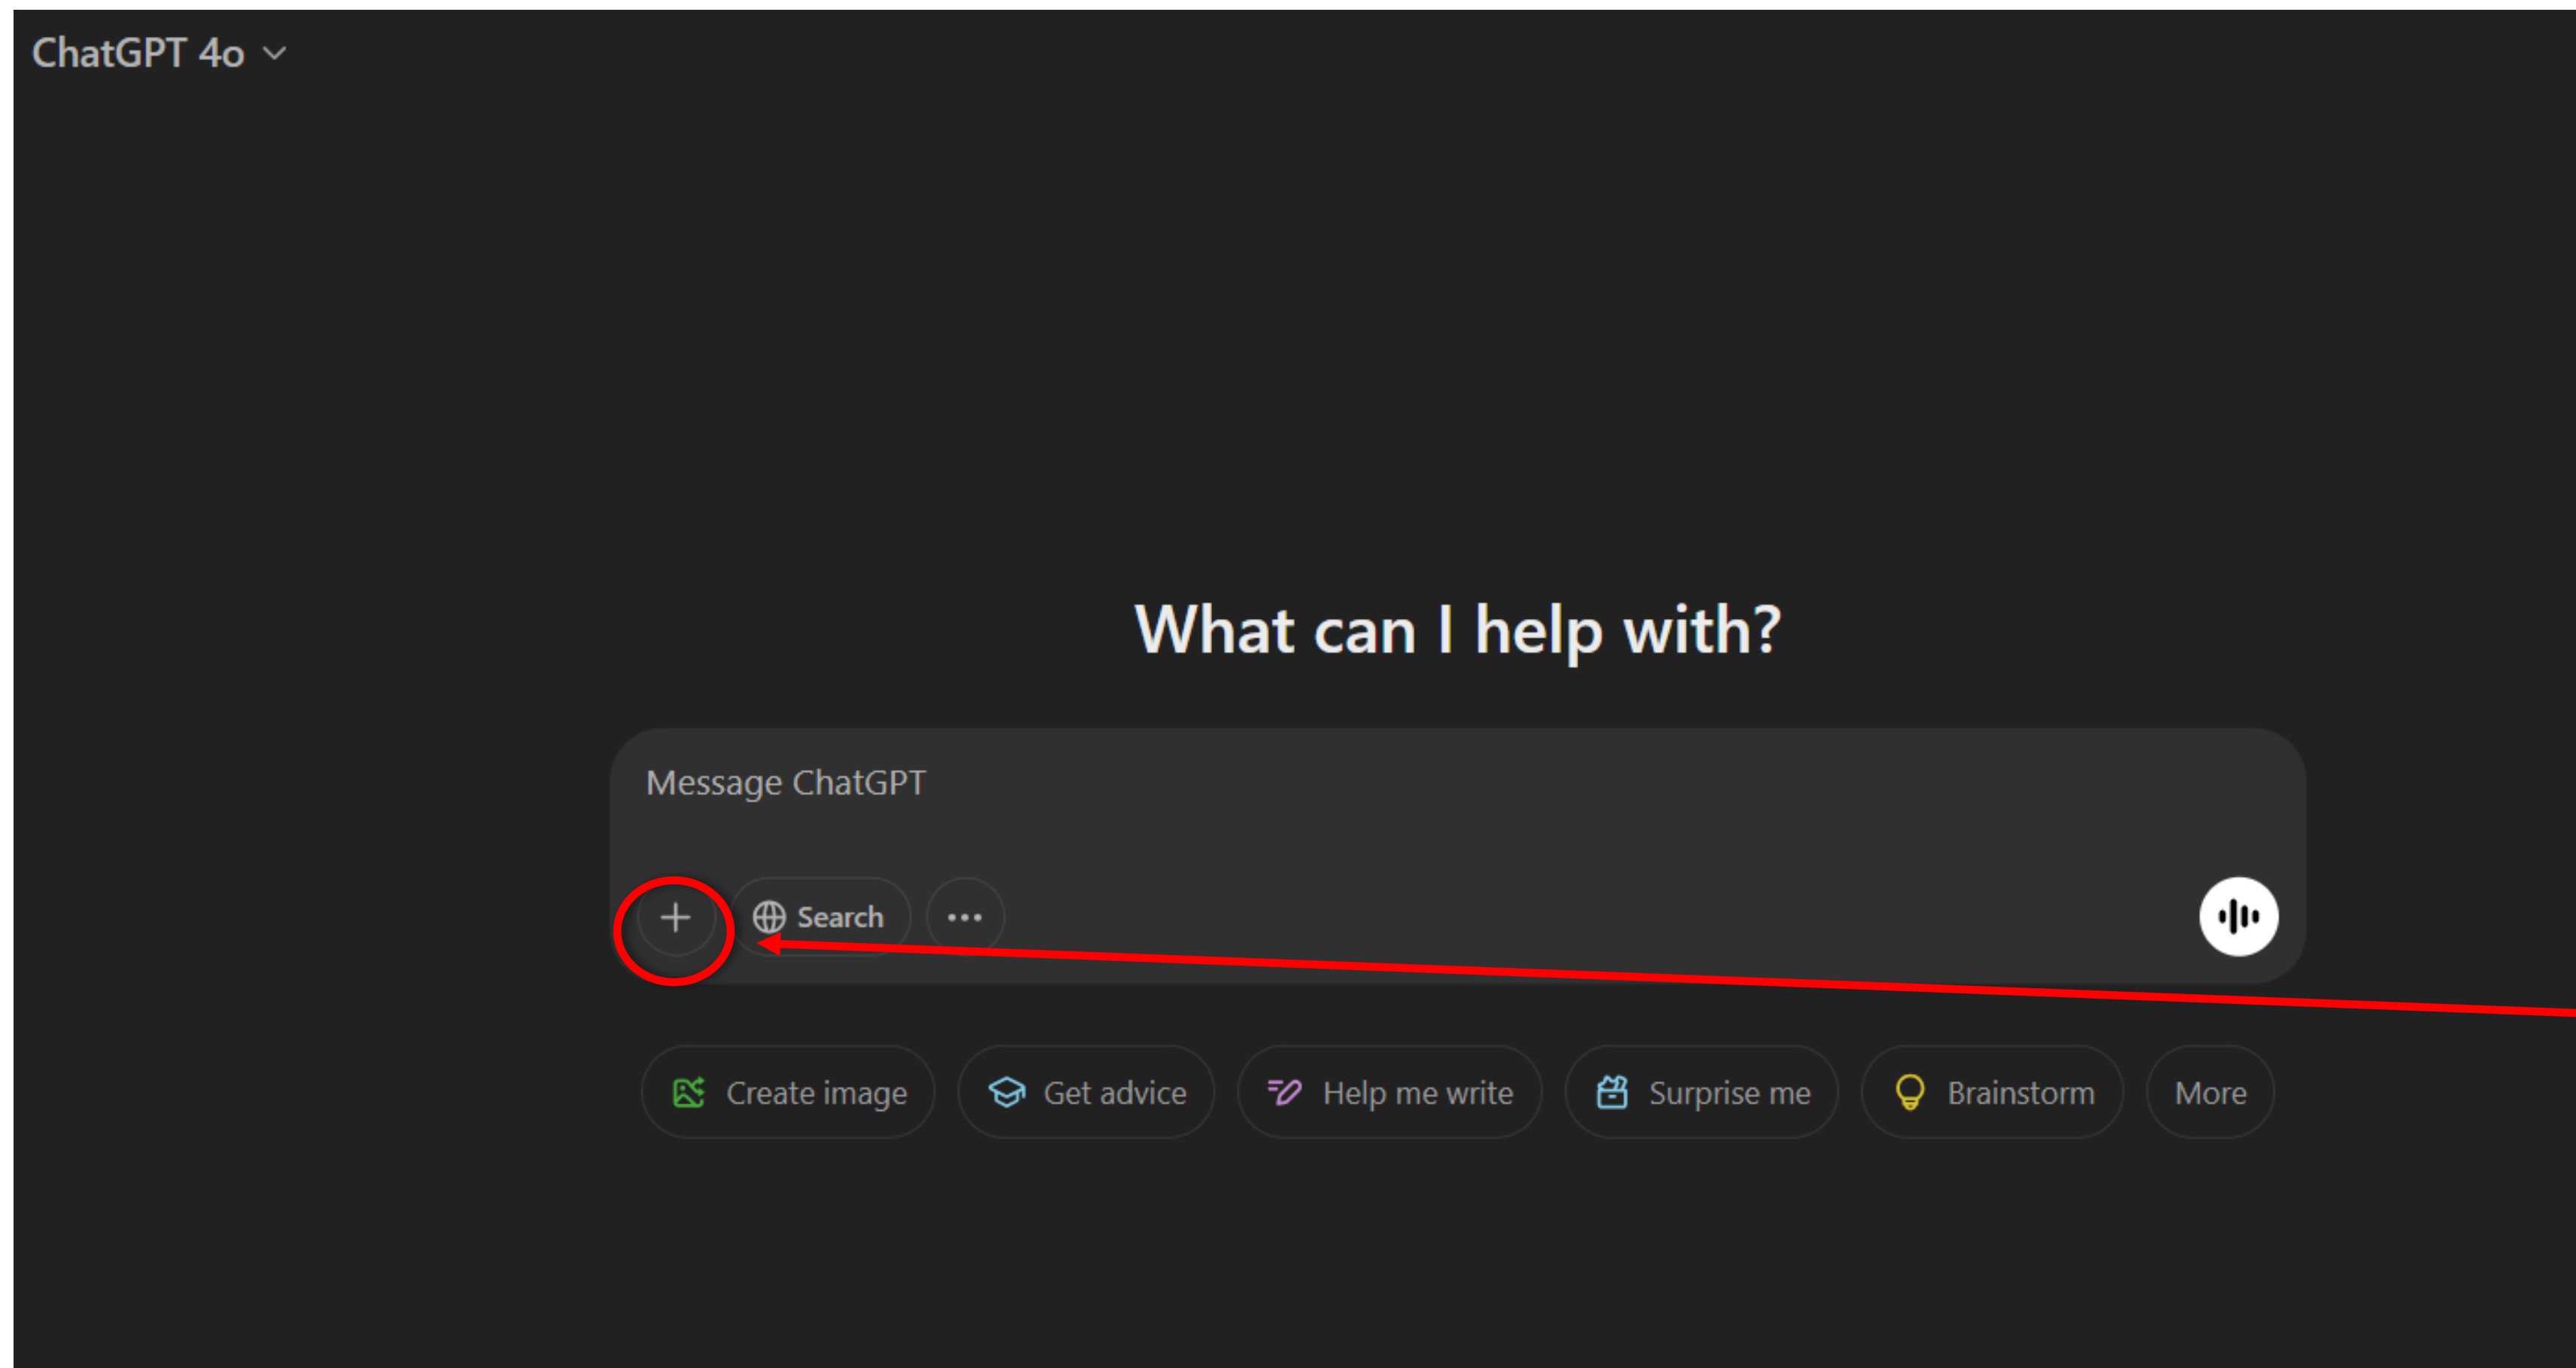 ChatGPT 4o
What can I help with?
Message ChatGPT
Search
Create image Get advice Help me write Surprise me Brainstorm More